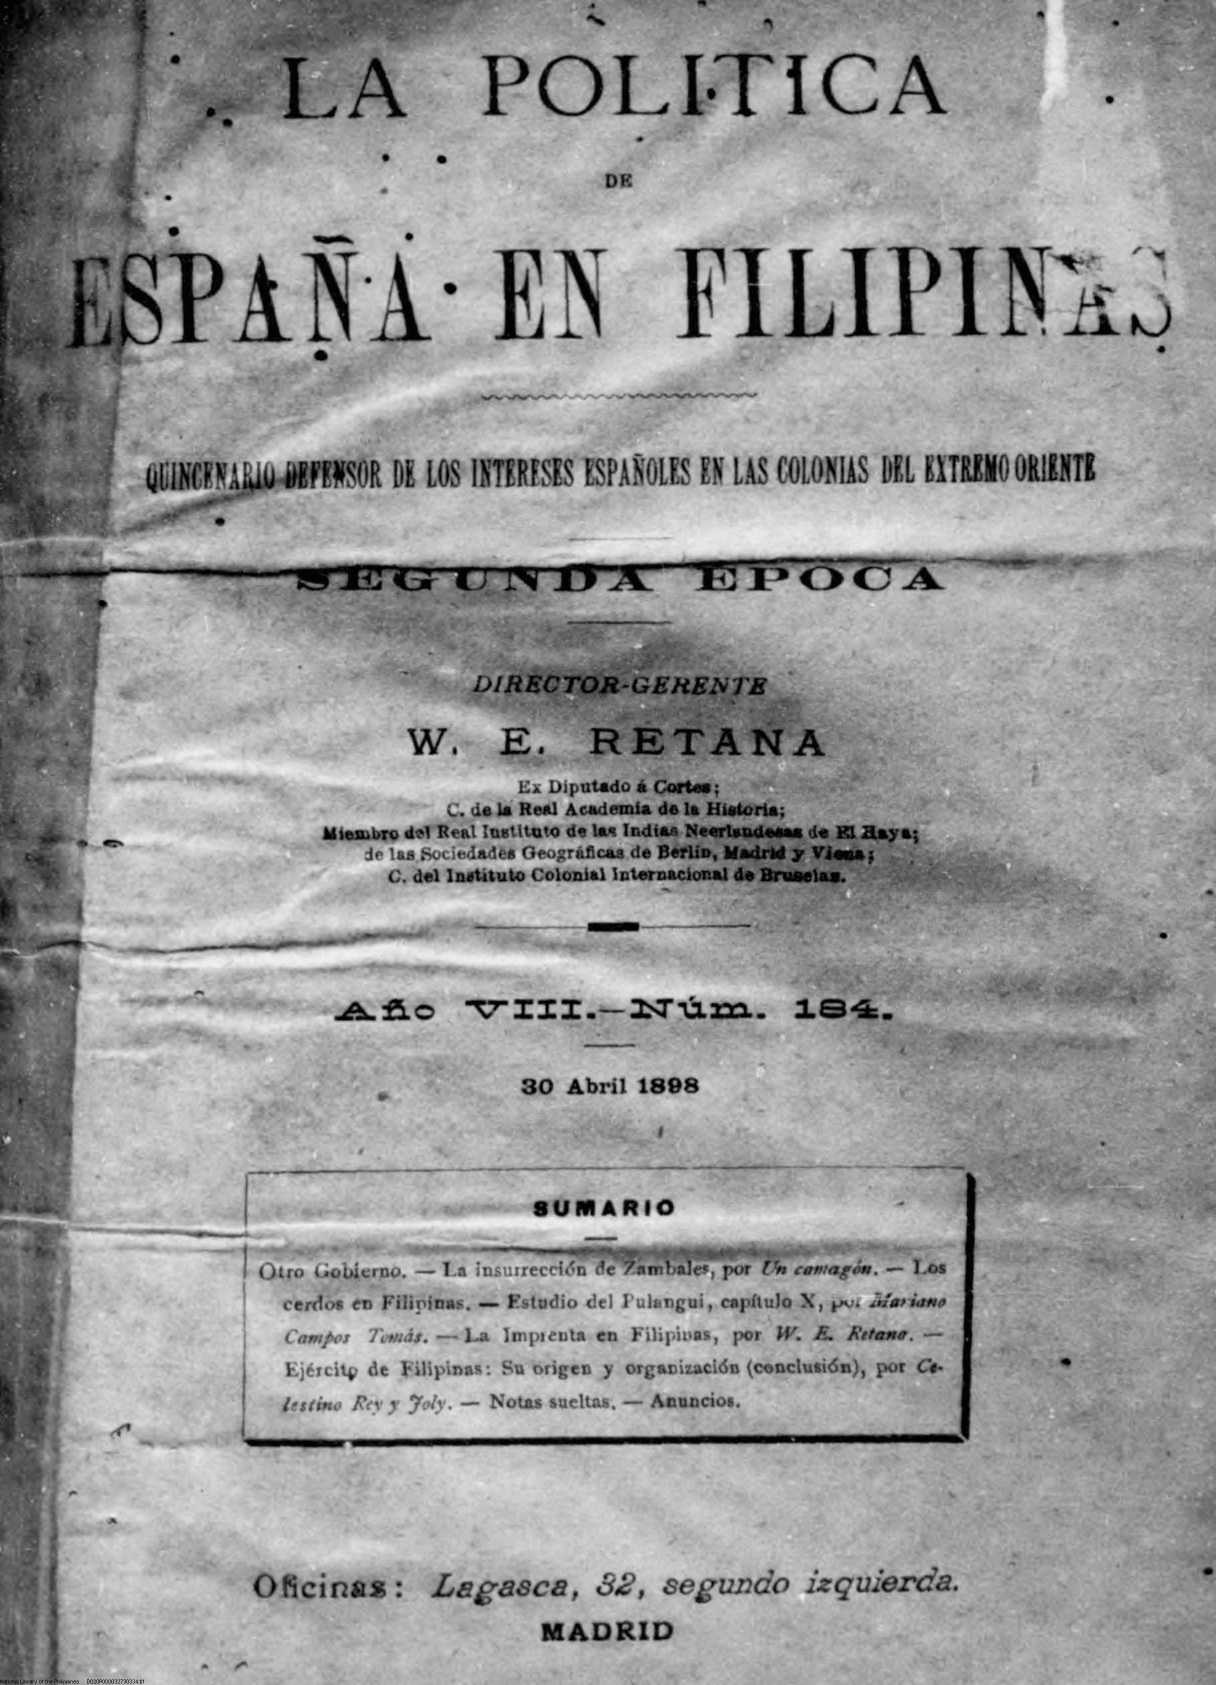 LA POLITICA
DE
ESPAÑA EN FILIPINAS
QUINCENARIO DEFENSOR DE LOS INTERESES ESPAÑOLES EN LAS COLONIAS DEL EXTREMO ORIENTE
SEGUNDA EPOCA
DIRECTOR-GERENTE
W. E. RETANA
Ex Diputado á Cortes;
C. de la Real Academia de la Historia;
Miembro del Real Instituto de las Indias Neerlandesas de El Haya;
de las Sociedades Geográficas de Berlin, Madrid y Viena;
C. del Instituto Colonial Internacional de Bruselas.
Año VIII.—Núm. 184.
30 Abril 1898
SUMARIO
Otro Gobierno. — La insurrección de Zambales, por Un camagón. — Los
cerdos en Filipinas. — Estudio del Pulangui, capítulo X, por Mariano
Campos Tomás. — La Imprenta en Filipinas, por W. E. Retana. —
Ejército de Filipinas: Su origen y organización (conclusión), por Ce-
lestino Rey y Joly. — Notas sueltas. — Anuncios.
Oficinas: Lagasca, 32, segundo izquierda.
MADRID
National Library of the Philippines